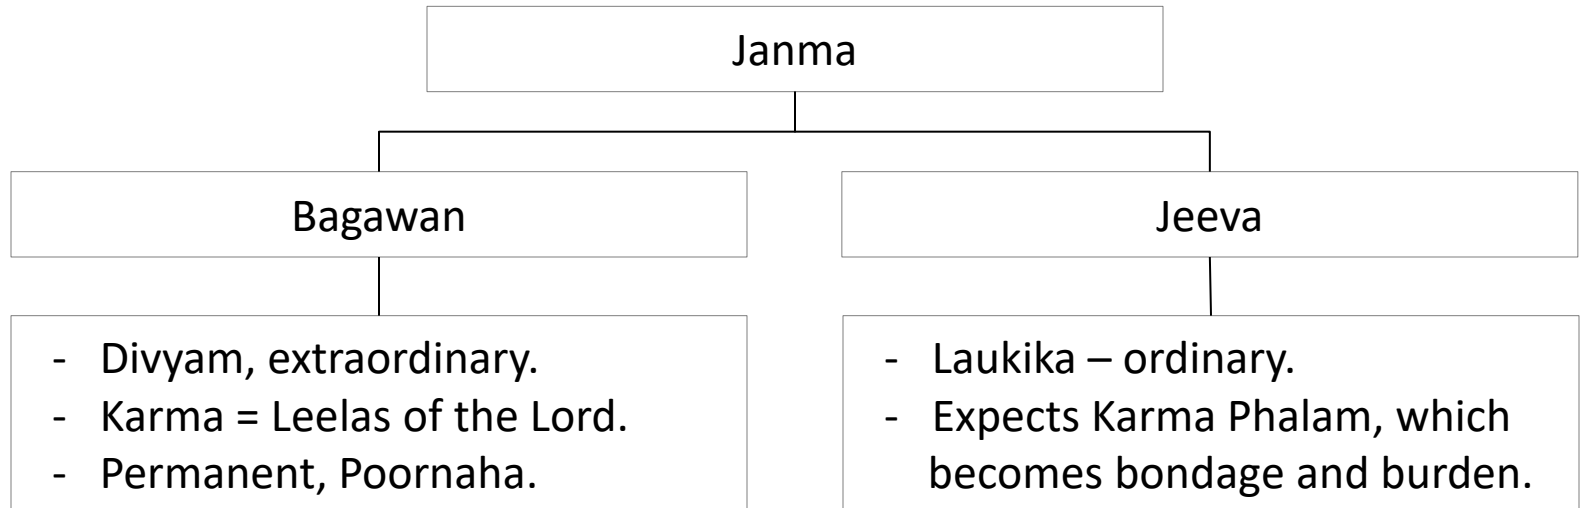 Janma
Bagawan
Jeeva
- Divyam, extraordinary.
- Karma = Leelas of the Lord.
- Permanent, Poornaha.
- Laukika – ordinary.
- Expects Karma Phalam, which
becomes bondage and burden.